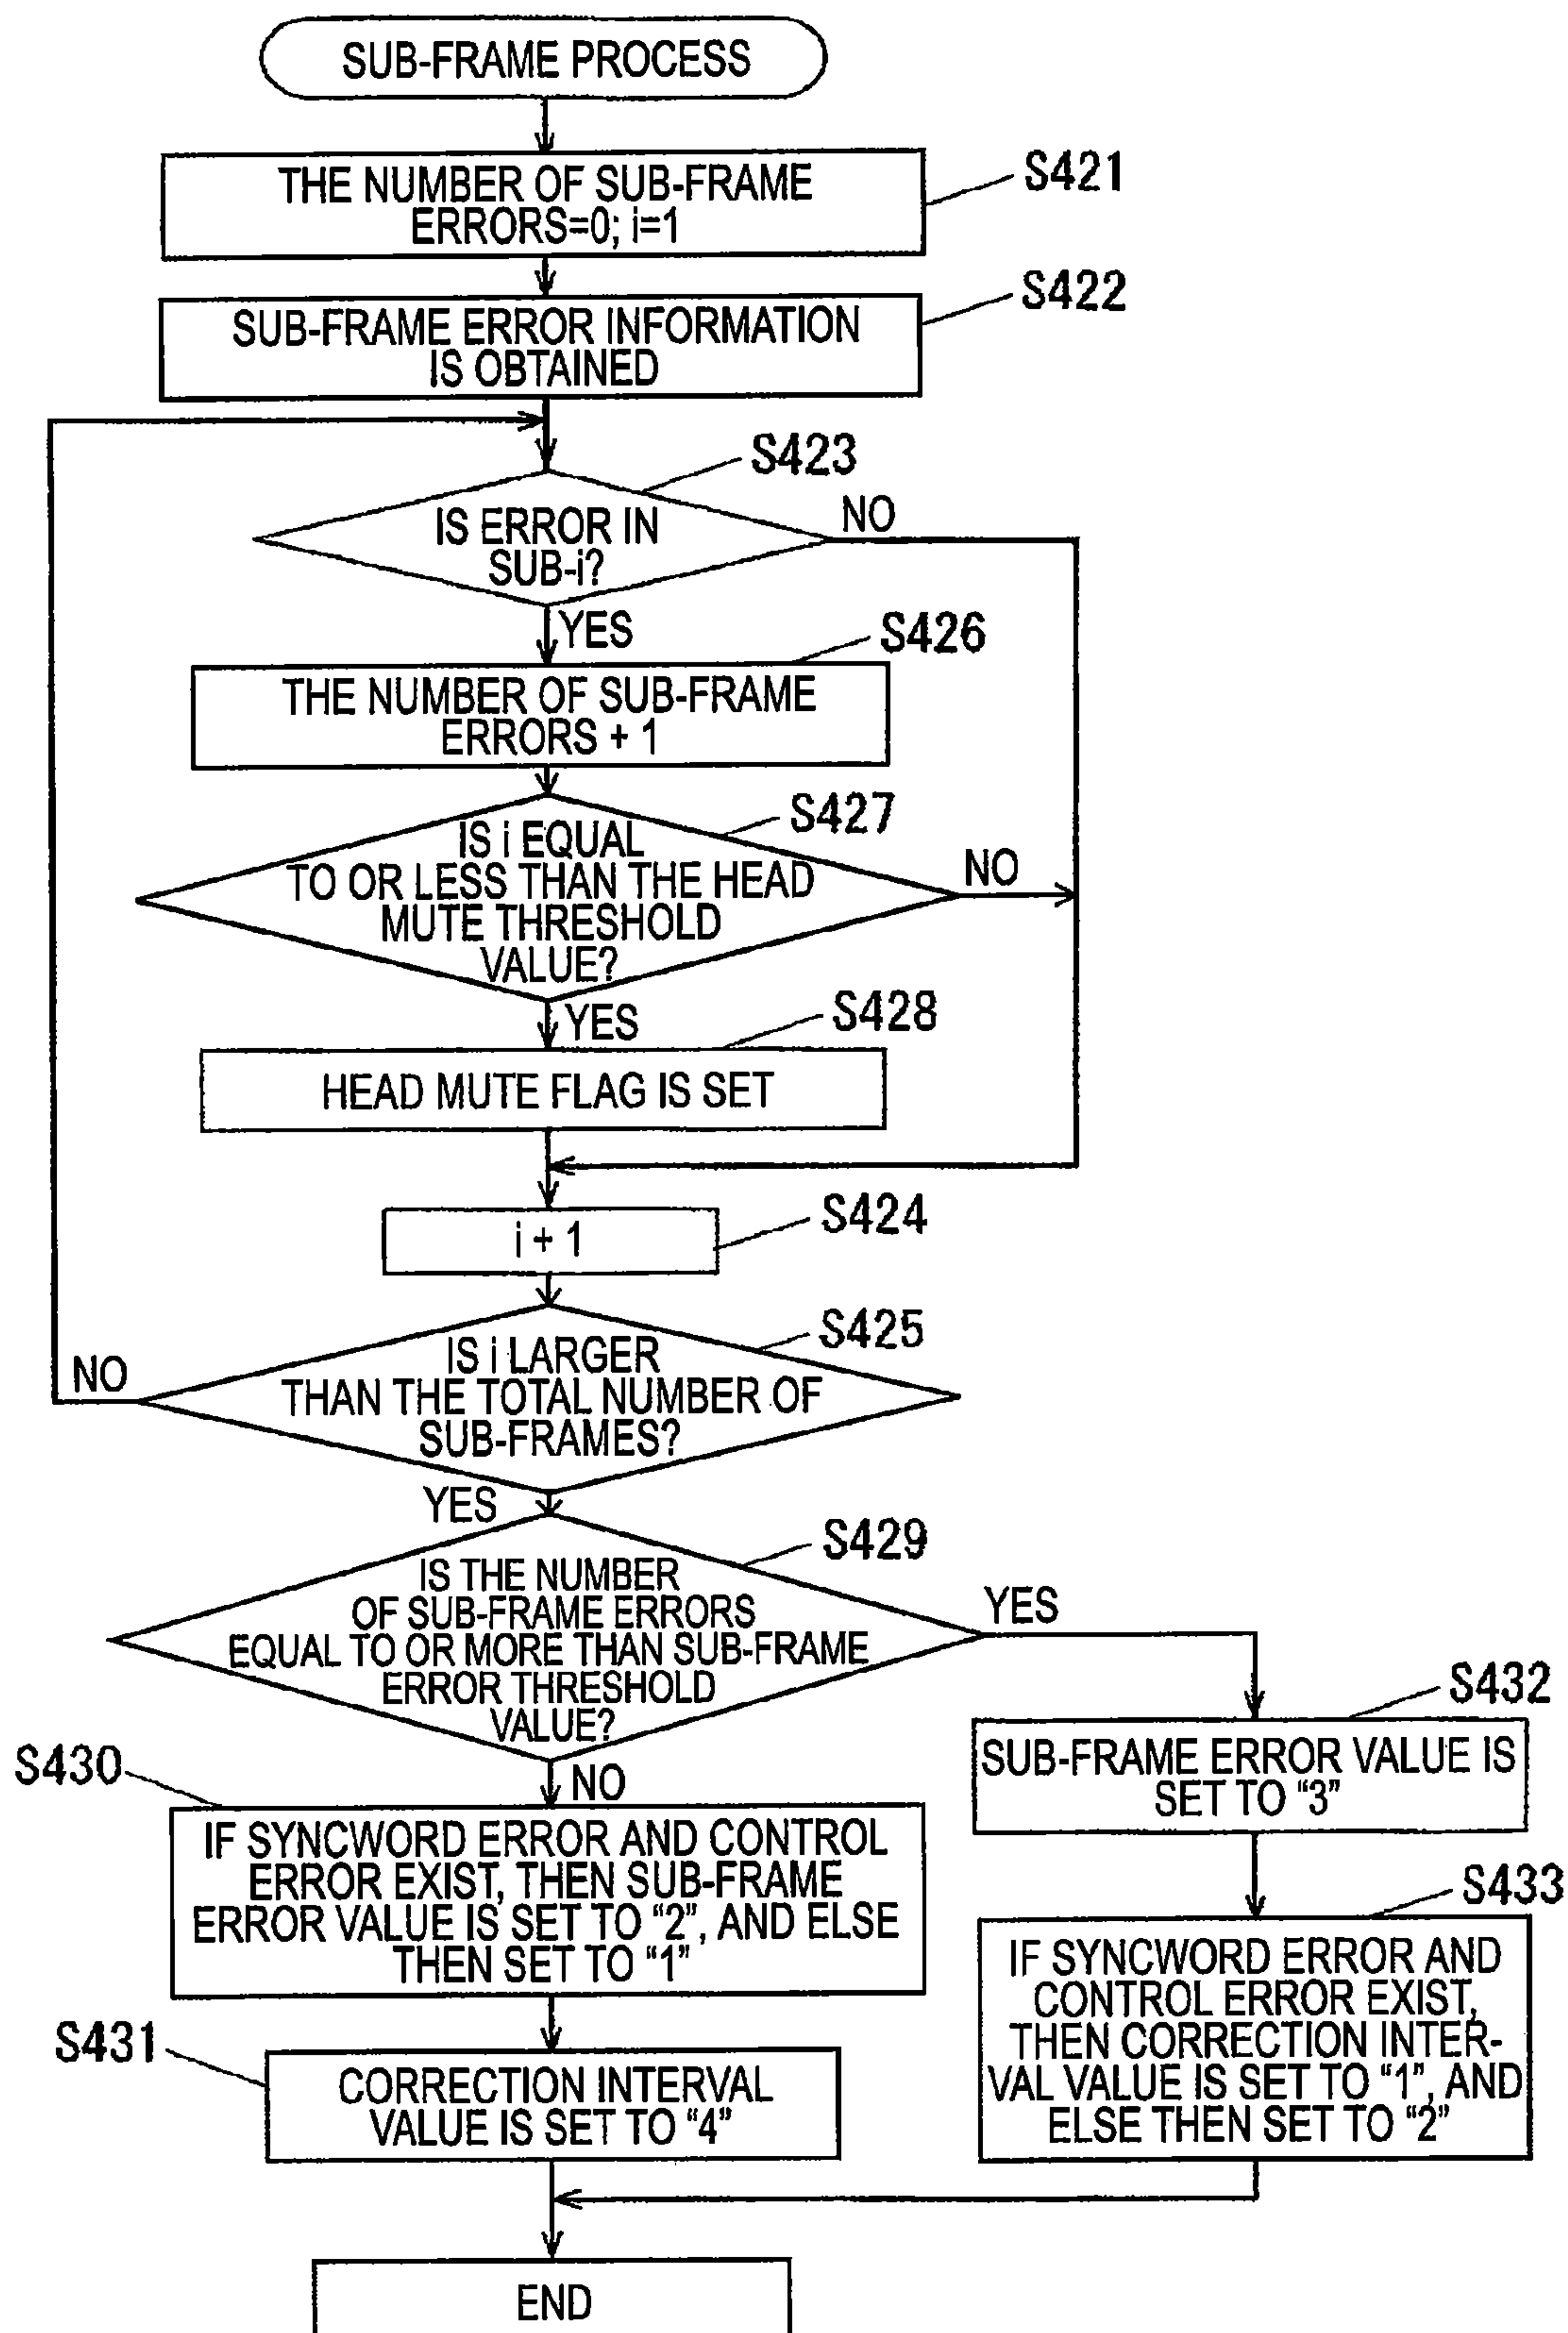 SUB-FRAME PROCESS
THE NUMBER OF SUB-FRAME
ERRORS=0; i=1
S421
SUB-FRAME ERROR INFORMATION
IS OBTAINED
S422
S423
IS ERROR IN
SUB-i?
NO
YES
S426
THE NUMBER OF SUB-FRAME
ERRORS + 1
S427
IS i EQUAL
TO OR LESS THAN THE HEAD
MUTE THRESHOLD
VALUE?
NO
YES
S428
HEAD MUTE FLAG IS SET
S424
i + 1
S425
IS i LARGER
THAN THE TOTAL NUMBER OF
SUB-FRAMES?
NO
YES
S429
IS THE NUMBER
OF SUB-FRAME ERRORS
EQUAL TO OR MORE THAN SUB-FRAME
ERROR THRESHOLD
VALUE?
YES
NO
S430
IF SYNCWORD ERROR AND CONTROL
ERROR EXIST, THEN SUB-FRAME
ERROR VALUE IS SET TO “2”, AND ELSE
THEN SET TO “1”
S431
CORRECTION INTERVAL
VALUE IS SET TO “4”
S432
SUB-FRAME ERROR VALUE IS
SET TO “3”
S433
IF SYNCWORD ERROR AND
CONTROL ERROR EXIST,
THEN CORRECTION INTER-
VAL VALUE IS SET TO “1”, AND
ELSE THEN SET TO “2”
END